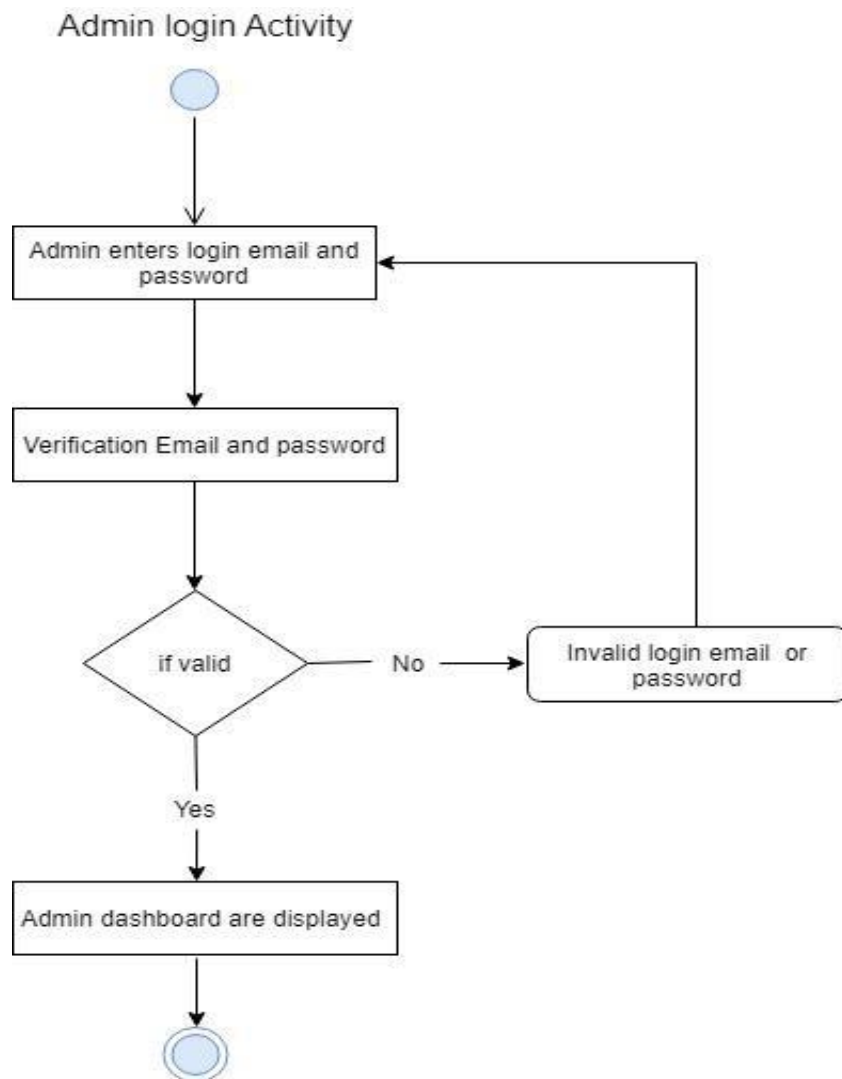 Admin login Activity
Admin enters login email and
password
Verification Email and password
if valid
No
Invalid login email or
password
Yes
Admin dashboard are displayed